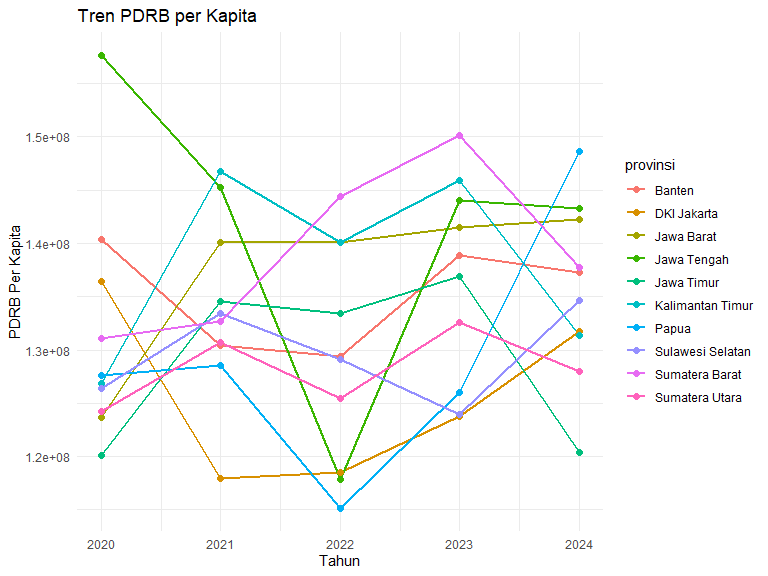 Tren PDRB per Kapita
PDRB Per Kapita
1.5e+08
1.4e+08
1.3e+08
1.2e+08
2020
2021
2022
2023
2024
Tahun
provinsi
Banten
DKI Jakarta
Jawa Barat
Jawa Tengah
Jawa Timur
Kalimantan Timur
Papua
Sulawesi Selatan
Sumatera Barat
Sumatera Utara